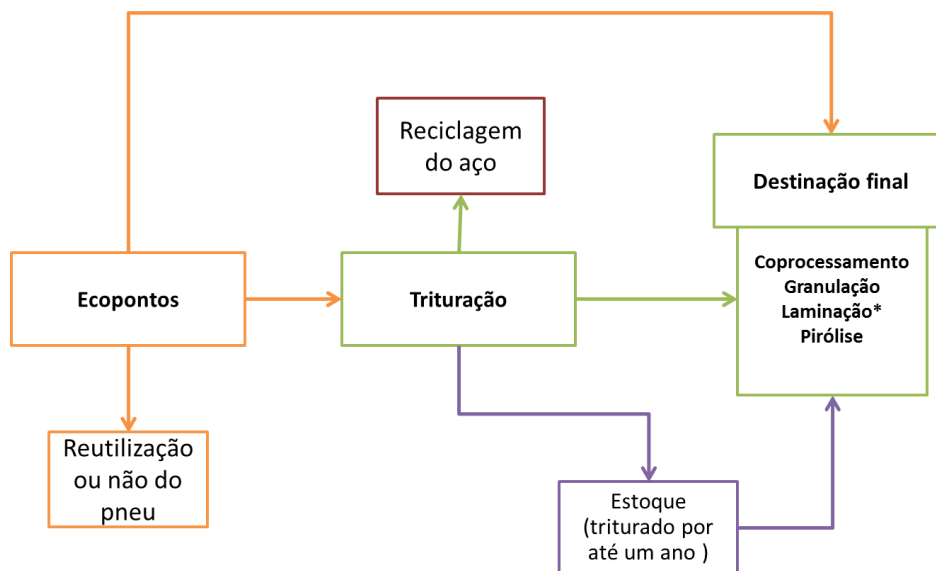 Reciclagem
do aço
Destinação final
Ecopontos
Trituração
Coprocessamento
Granulação
Laminação*
Pirólise
Reutilização
ou não do
pneu
Estoque
(triturado por
até um ano )